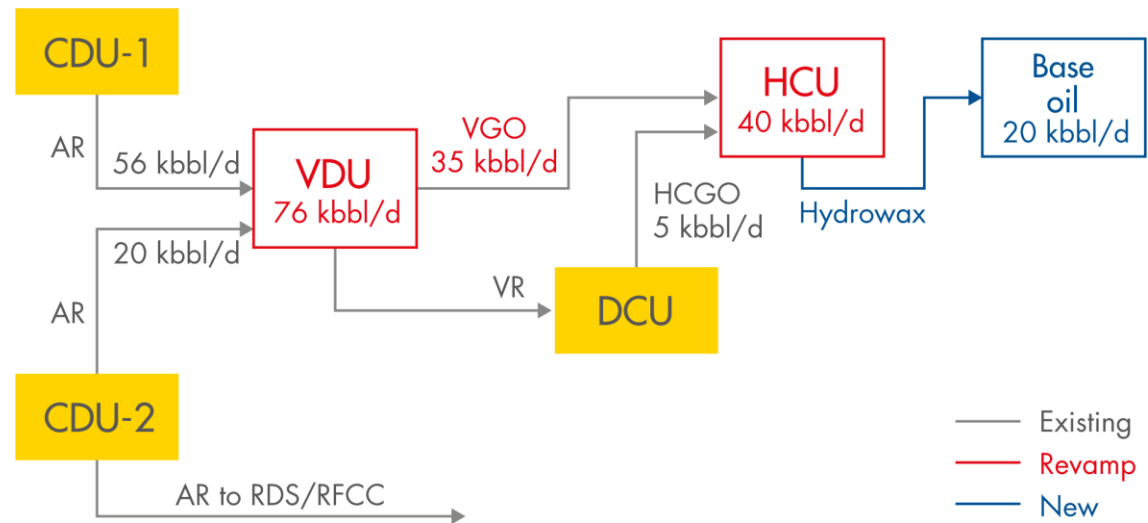 CDU-1
AR
56 kbbl/d
VDU
76 kbbl/d
20 kbbl/d
AR
CDU-2
AR to RDS/RFCC
VGO
35 kbbl/d
VR
DCU
HCGO
5 kbbl/d
HCU
40 kbbl/d
Hydrowax
Base
oil
20 kbbl/d
Existing
Revamp
New